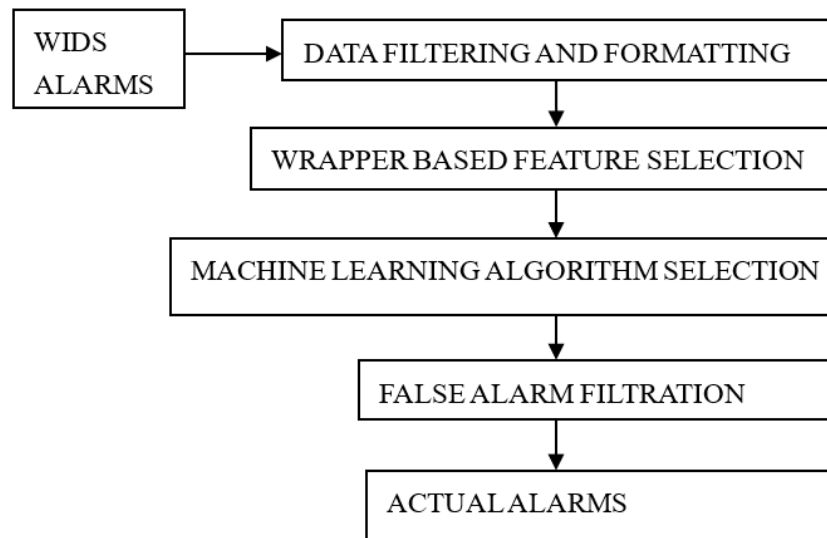 WIDS
ALARMS
DATA FILTERING AND FORMATTING
WRAPPER BASED FEATURE SELECTION
MACHINE LEARNING ALGORITHM SELECTION
FALSE ALARM FILTRATION
ACTUAL ALARMS